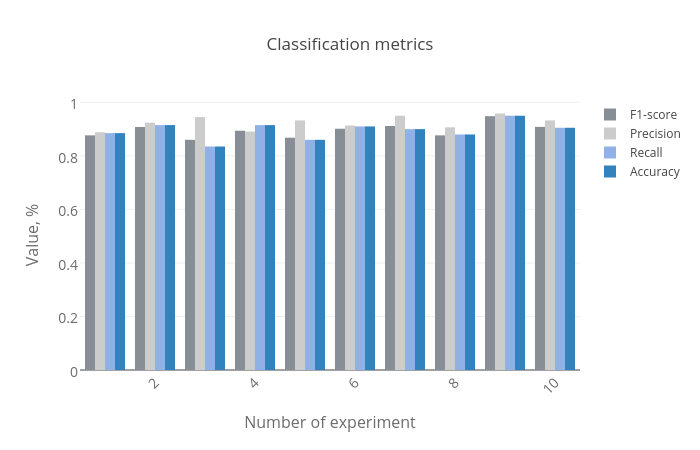 Classification metrics
1
0.8
0.6
0.4
0.2
0
Value, %
2
4
6
8
10
Number of experiment
F1-score
Precision
Recall
Accuracy